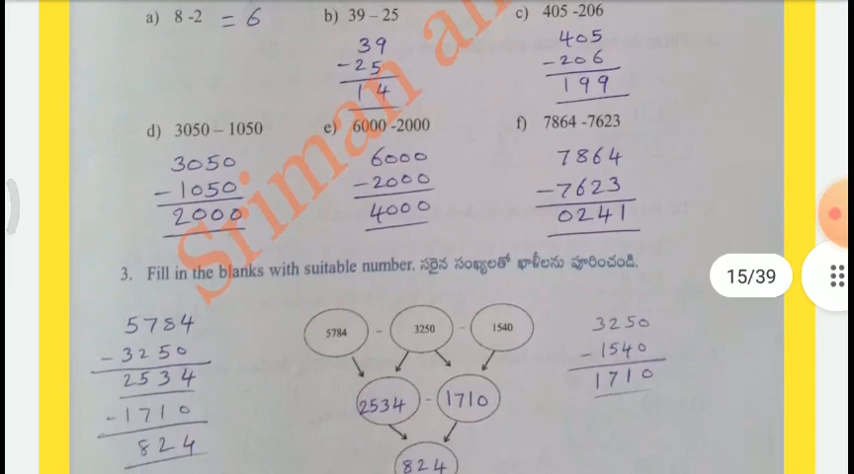 a) 8 -2 = 6
b) 39 – 25
c) 405 -206
39
-25
14
405
-206
199
d) 3050 – 1050
e) 6000 -2000
f) 7864 -7623
3050
-1050
2000
6000
-2000
4000
7864
-7623
0241
Sriman an
3. Fill in the blanks with suitable number. సరైన సంఖ్యలతో ఖాళీలను పూరించండి.
15/39
5784 - 3250 - 1540
2534 - 1710
824
5784
-3250
2534
-1710
824
3250
-1540
1710